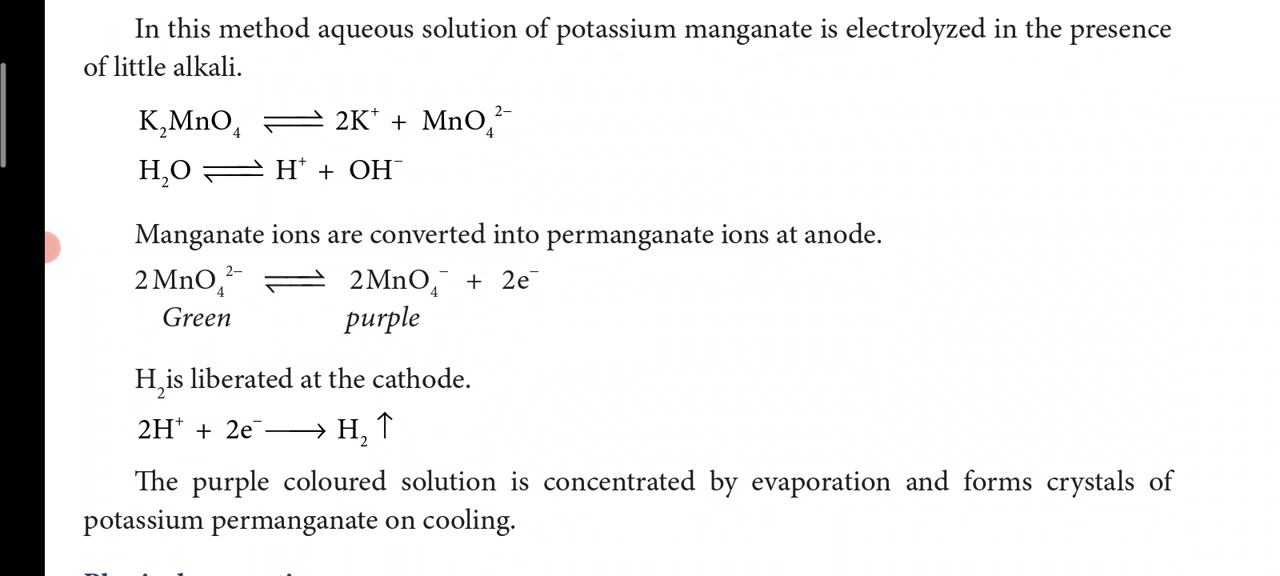 In this method aqueous solution of potassium manganate is electrolyzed in the presence
of little alkali.
K₂MnO₄ ⇌ 2K⁺ + MnO₄²⁻
H₂O ⇌ H⁺ + OH⁻
Manganate ions are converted into permanganate ions at anode.
2MnO₄²⁻ ⇌ 2MnO₄⁻ + 2e⁻
Green purple
H₂is liberated at the cathode.
2H⁺ + 2e⁻ ⟶ H₂ ↑
The purple coloured solution is concentrated by evaporation and forms crystals of
potassium permanganate on cooling.